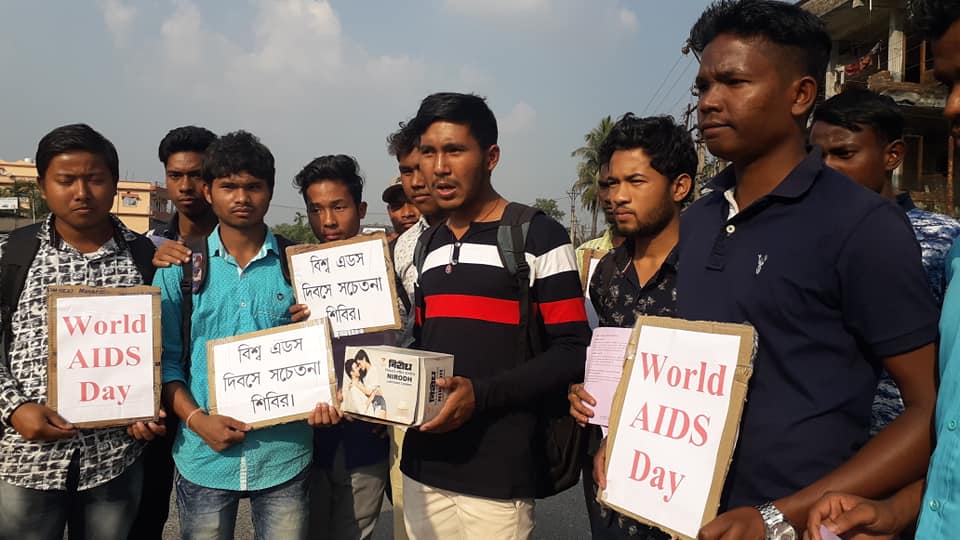 World
AIDS
Day
বিশ্ব এডস
দিবসে সচেতনা
শিবির।
বিশ্ব এডস
দিবসে সচেতনা
শিবির।
निरोध
NIRODH
World
AIDS
Day